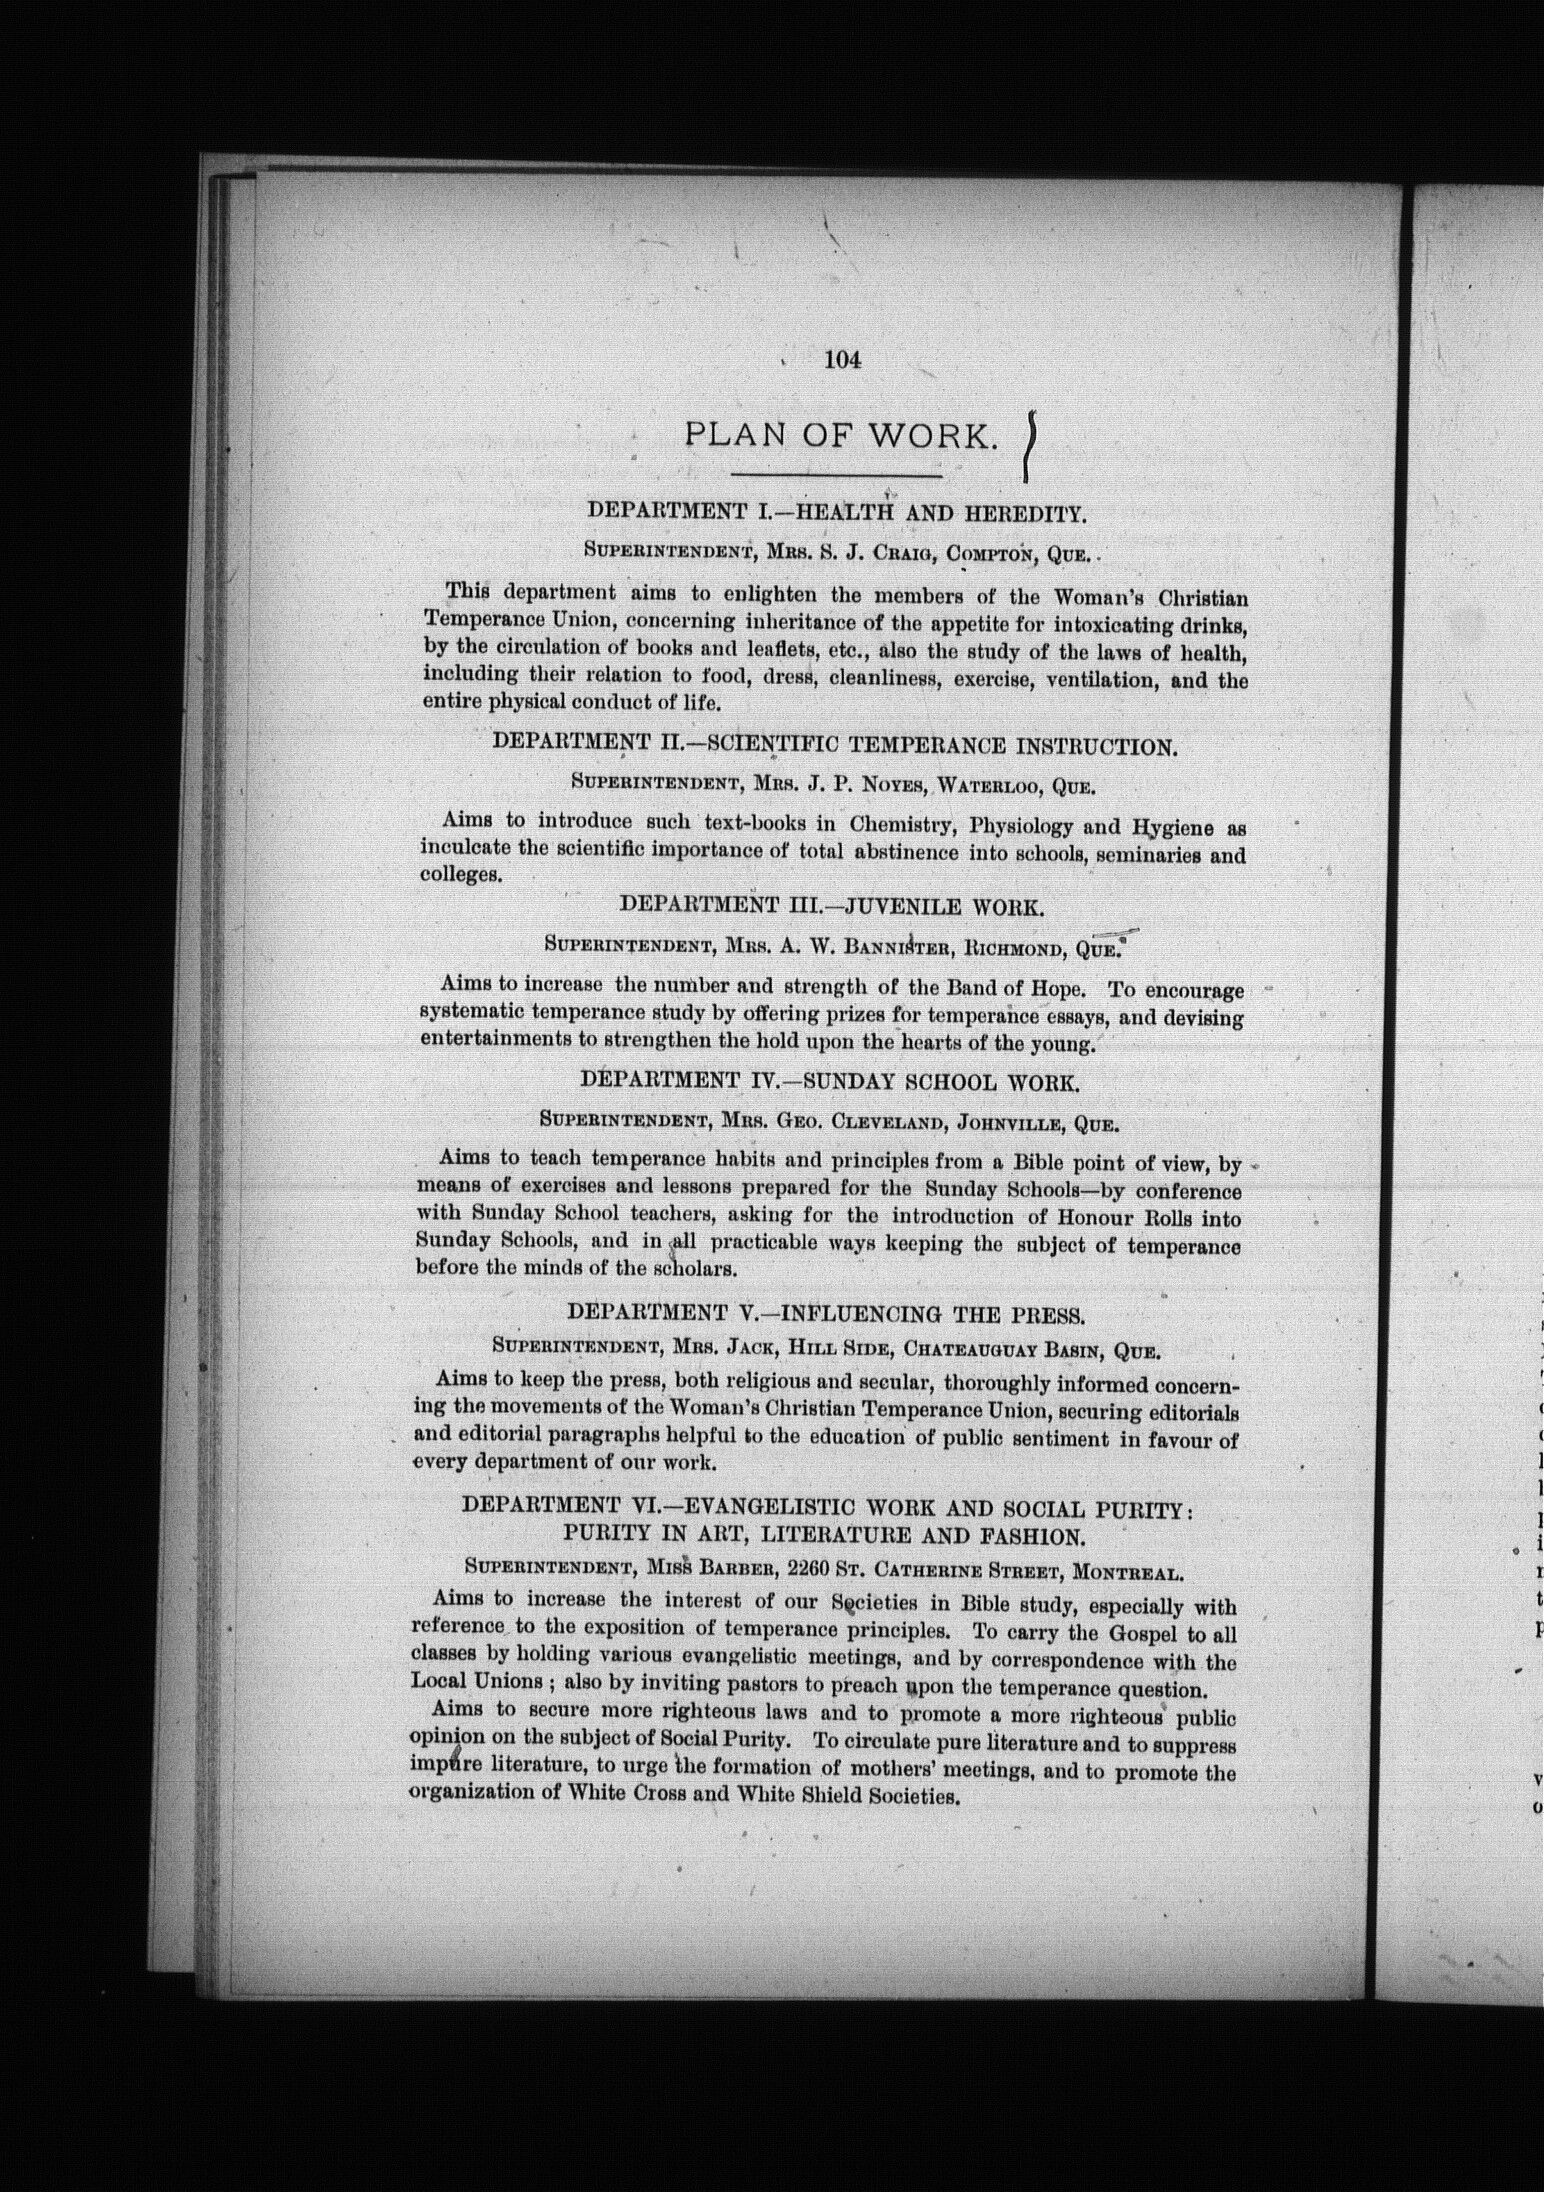 104
PLAN OF WORK.
DEPARTMENT I.—HEALTH AND HEREDITY.
SUPERINTENDENT, MRS. S. J. CRAIG, COMPTON, QUE.
This department aims to enlighten the members of the Woman's Christian
Temperance Union, concerning inheritance of the appetite for intoxicating drinks,
by the circulation of books and leaflets, etc., also the study of the laws of health,
including their relation to food, dress, cleanliness, exercise, ventilation, and the
entire physical conduct of life.
DEPARTMENT II.—SCIENTIFIC TEMPERANCE INSTRUCTION.
SUPERINTENDENT, MRS. J. P. NOYES, WATERLOO, QUE.
Aims to introduce such text-books in Chemistry, Physiology and Hygiene as
inculcate the scientific importance of total abstinence into schools, seminaries and
colleges.
DEPARTMENT III.—JUVENILE WORK.
SUPERINTENDENT, MRS. A. W. BANNISTER, RICHMOND, QUE.
Aims to increase the number and strength of the Band of Hope. To encourage
systematic temperance study by offering prizes for temperance essays, and devising
entertainments to strengthen the hold upon the hearts of the young.
DEPARTMENT IV.—SUNDAY SCHOOL WORK.
SUPERINTENDENT, MRS. GEO. CLEVELAND, JOHNVILLE, QUE.
Aims to teach temperance habits and principles from a Bible point of view, by
means of exercises and lessons prepared for the Sunday Schools—by conference
with Sunday School teachers, asking for the introduction of Honour Rolls into
Sunday Schools, and in all practicable ways keeping the subject of temperance
before the minds of the scholars.
DEPARTMENT V.—INFLUENCING THE PRESS.
SUPERINTENDENT, MRS. JACK, HILL SIDE, CHATEAUGUAY BASIN, QUE.
Aims to keep the press, both religious and secular, thoroughly informed concern-
ing the movements of the Woman's Christian Temperance Union, securing editorials
and editorial paragraphs helpful to the education of public sentiment in favour of
every department of our work.
DEPARTMENT VI.—EVANGELISTIC WORK AND SOCIAL PURITY:
PURITY IN ART, LITERATURE AND FASHION.
SUPERINTENDENT, MISS BARBER, 2260 ST. CATHERINE STREET, MONTREAL.
Aims to increase the interest of our Societies in Bible study, especially with
reference to the exposition of temperance principles. To carry the Gospel to all
classes by holding various evangelistic meetings, and by correspondence with the
Local Unions ; also by inviting pastors to preach upon the temperance question.
Aims to secure more righteous laws and to promote a more righteous public
opinion on the subject of Social Purity. To circulate pure literature and to suppress
impure literature, to urge the formation of mothers' meetings, and to promote the
organization of White Cross and White Shield Societies.